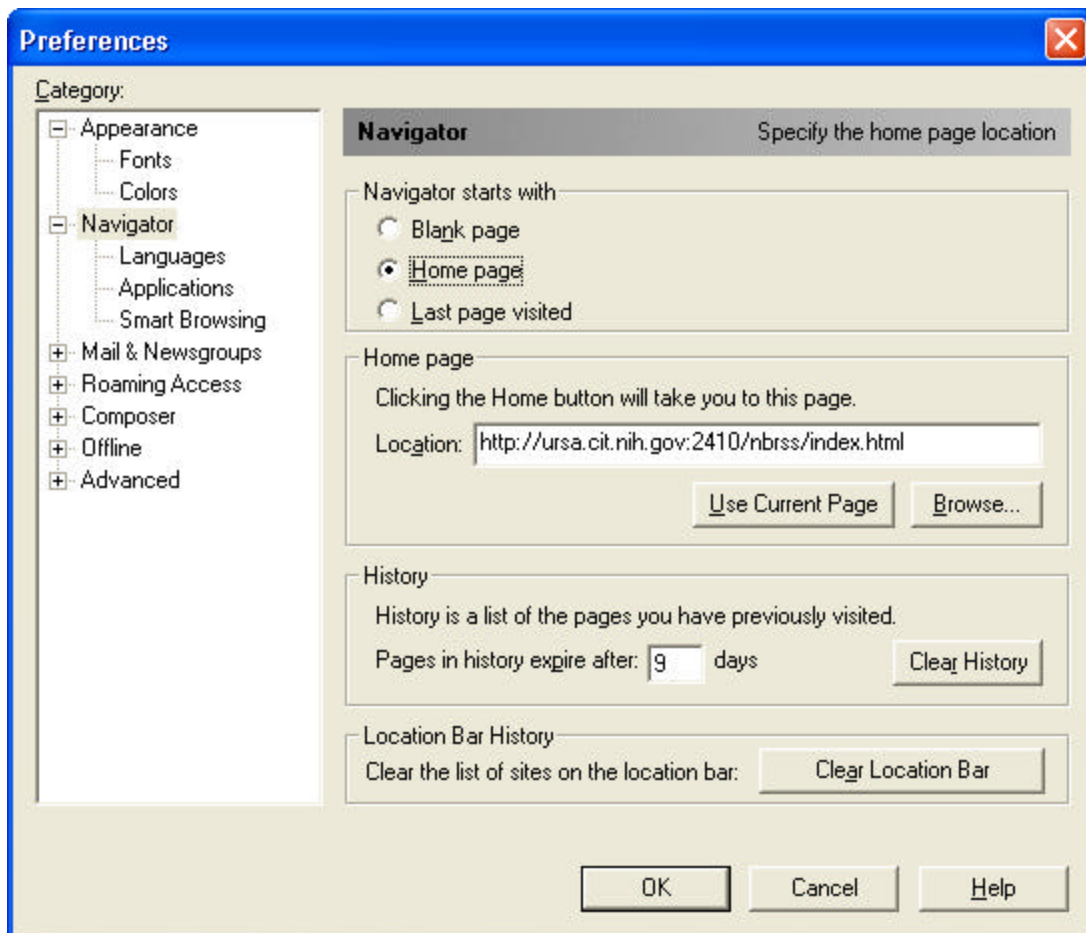 Preferences
Category:
Appearance
Fonts
Colors
Navigator
Languages
Applications
Smart Browsing
Mail & Newsgroups
Roaming Access
Composer
Offline
Advanced
Navigator Specify the home page location
Navigator starts with
Blank page
Home page
Last page visited
Home page
Clicking the Home button will take you to this page.
Location: http://ursa.cit.nih.gov:2410/nbrss/index.html
Use Current Page Browse...
History
History is a list of the pages you have previously visited.
Pages in history expire after: 9 days Clear History
Location Bar History
Clear the list of sites on the location bar: Clear Location Bar
OK Cancel Help